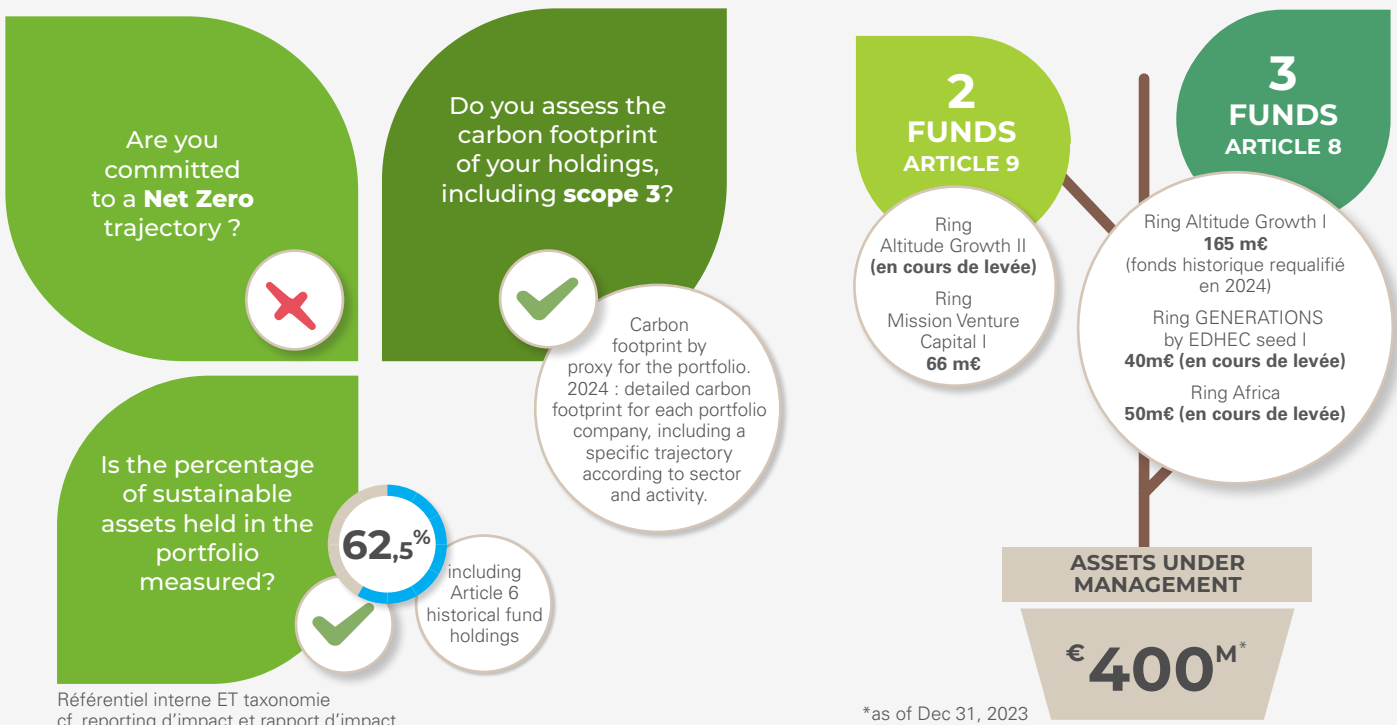 Are you
committed
to a Net Zero
trajectory ?
Do you assess the
carbon footprint
of your holdings,
including scope 3?
Carbon
footprint by
proxy for the portfolio.
2024 : detailed carbon
footprint for each portfolio
company, including a
specific trajectory
according to sector
and activity.
Is the percentage
of sustainable
assets held in the
portfolio
measured?
62,5%
including
Article 6
historical fund
holdings
Référentiel interne ET taxonomie
cf. reporting d'impact et rapport d'impact
2
FUNDS
ARTICLE 9
Ring
Altitude Growth II
(en cours de levée)
Ring
Mission Venture
Capital I
66 m€
3
FUNDS
ARTICLE 8
Ring Altitude Growth I
165 m€
(fonds historique requalifié
en 2024)
Ring GENERATIONS
by EDHEC seed I
40m€ (en cours de levée)
Ring Africa
50m€ (en cours de levée)
ASSETS UNDER
MANAGEMENT
€400M*
*as of Dec 31, 2023